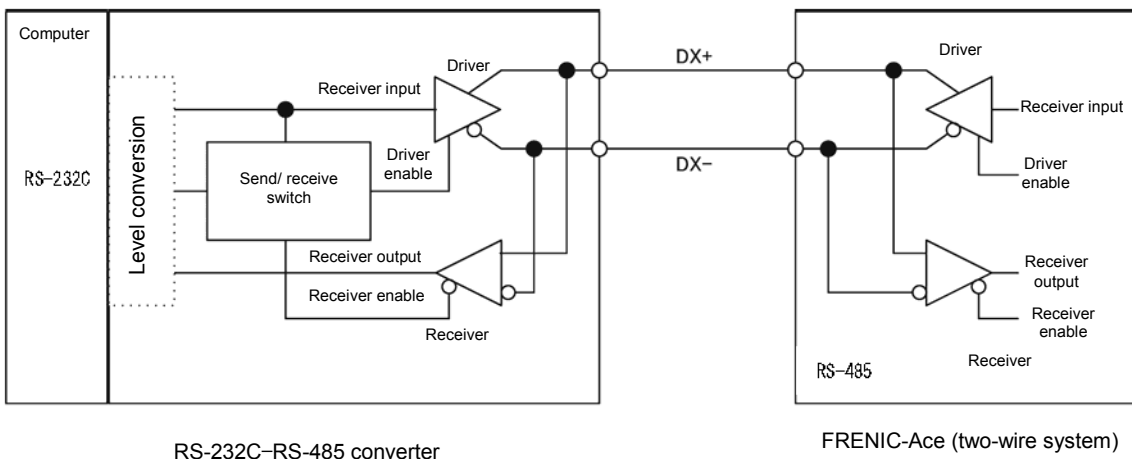 Computer
RS-232C
Level conversion
Driver
Receiver input
Driver
enable
Send/ receive
switch
Receiver output
Receiver enable
Receiver
DX+
DX-
Driver
Receiver input
Driver
enable
Receiver
output
Receiver
enable
Receiver
RS-485
RS-232C-RS-485 converter
FRENIC-Ace (two-wire system)